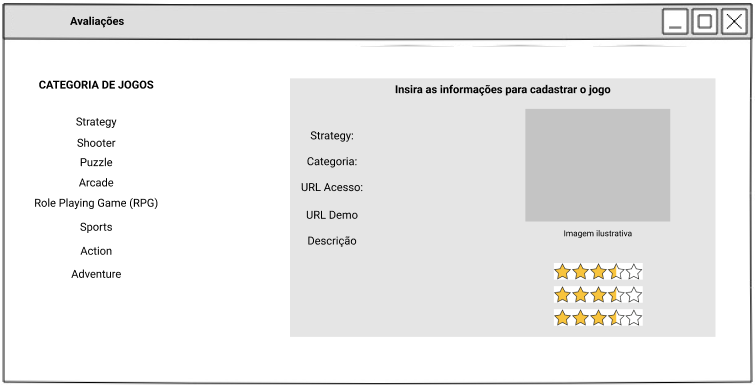 Avaliações
CATEGORIA DE JOGOS
Strategy
Shooter
Puzzle
Arcade
Role Playing Game (RPG)
Sports
Action
Adventure
Insira as informações para cadastrar o jogo
Strategy:
Categoria:
URL Acesso:
URL Demo
Descrição
Imagem ilustrativa